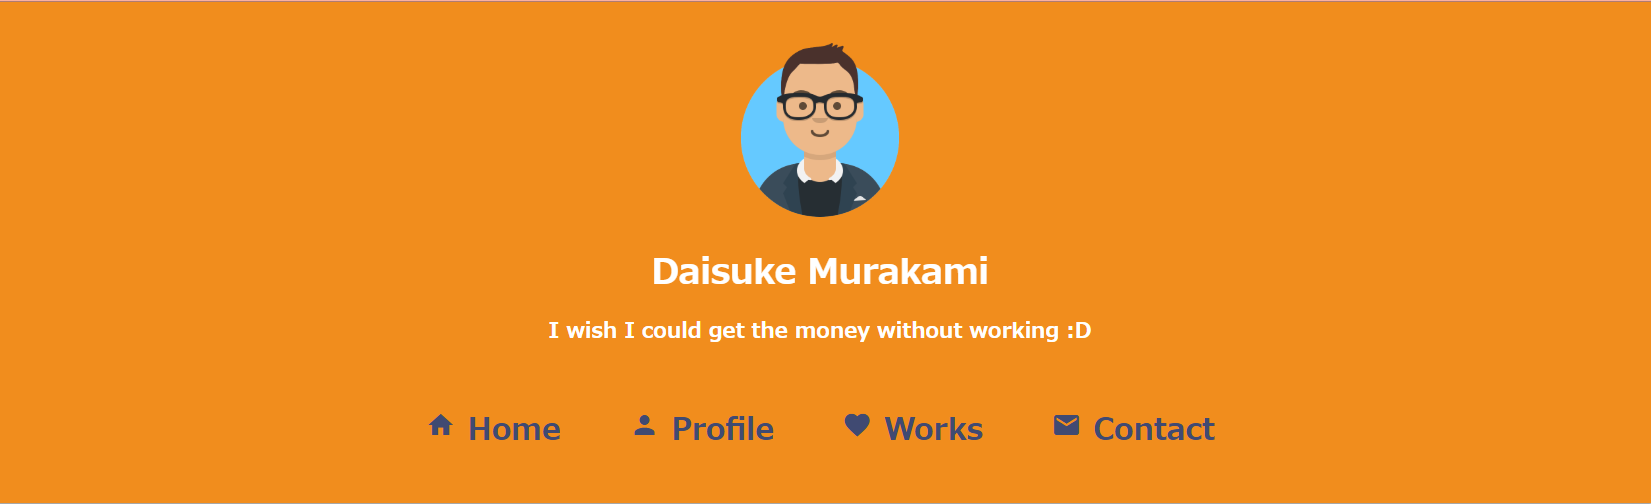 Daisuke Murakami
I wish I could get the money without working :D
Home Profile Works Contact